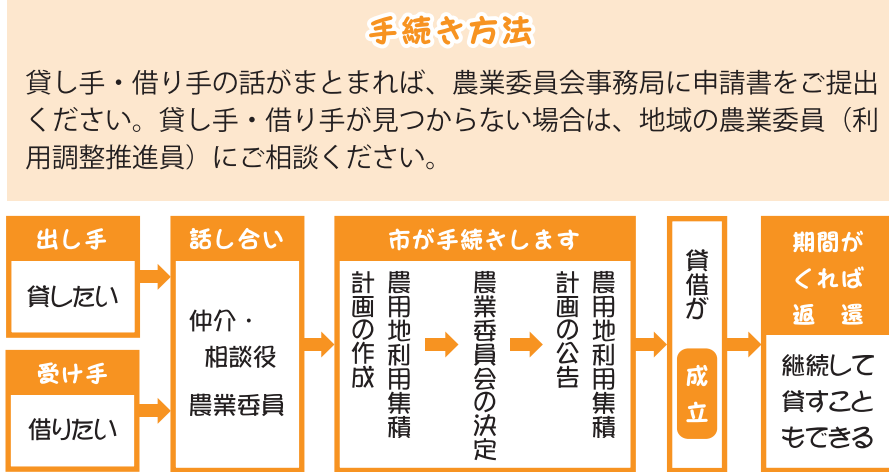 手続き方法
貸し手・借り手の話がまとまれば、農業委員会事務局に申請書をご提出
ください。貸し手・借り手が見つからない場合は、地域の農業委員（利
用調整推進員）にご相談ください。
出し手
貸したい
受け手
借りたい
話し合い
仲介・
相談役
農業委員
市が手続きします
農用地利用集積
計画の作成
農業委員会の決定
農用地利用集積
計画の公告
貸借が
成立
期間が
くれば
返　還
継続して
貸すこと
もできる